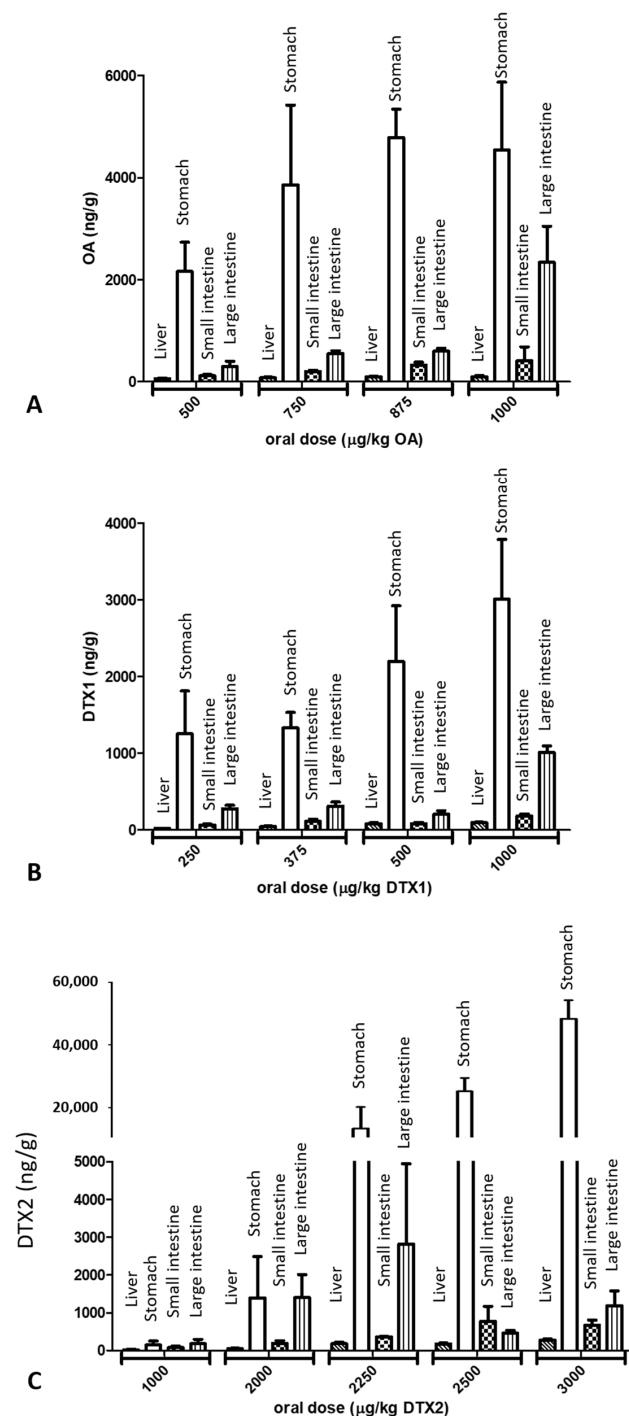 Stomach
Stomach
Stomach
Stomach
Large intestine
Small intestine
Large intestine
Small intestine
Large intestine
Small intestine
Large intestine
Small intestine
Liver
Liver
Liver
Liver
OA (ng/g)
6000
4000
2000
0
500
750
875
1000
oral dose (μg/kg OA)
A
Stomach
Stomach
Stomach
Stomach
Large intestine
Small intestine
Large intestine
Small intestine
Large intestine
Small intestine
Large intestine
Small intestine
Liver
Liver
Liver
Liver
DTX1 (ng/g)
4000
3000
2000
1000
0
250
375
500
1000
oral dose (μg/kg DTX1)
B
Stomach
Stomach
Stomach
Large intestine
Small intestine
Liver
Stomach
Small intestine
Large intestine
Liver
Stomach
Small intestine
Large intestine
Liver
Small intestine
Large intestine
Liver
Small intestine
Large intestine
Liver
DTX2 (ng/g)
60,000
40,000
20,000
5000
4000
3000
2000
1000
0
1000
2000
2250
2500
3000
oral dose (μg/kg DTX2)
C